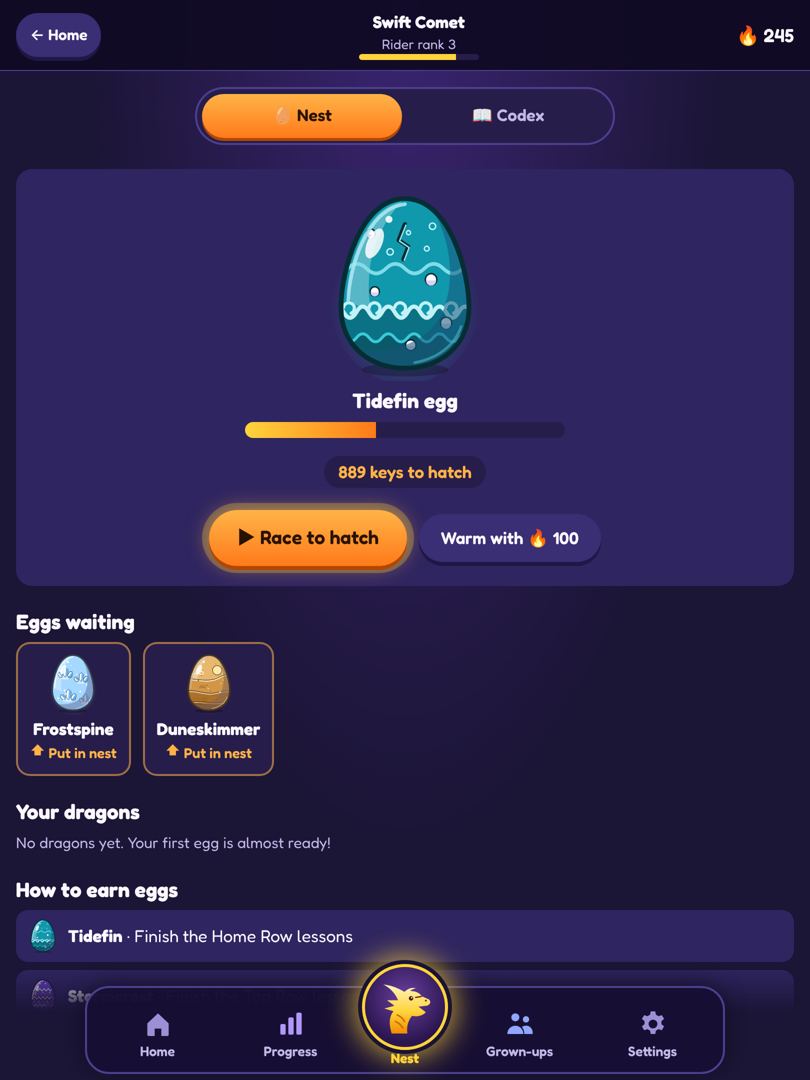 ← Home
Swift Comet
Rider rank 3
245
Nest
Codex
Tidefin egg
889 keys to hatch
▶ Race to hatch
Warm with 🔥 100
Eggs waiting
Frostspine
Put in nest
Duneskimmer
Put in nest
Your dragons
No dragons yet. Your first egg is almost ready!
How to earn eggs
Tidefin · Finish the Home Row lessons
Home
Progress
Nest
Grown-ups
Settings